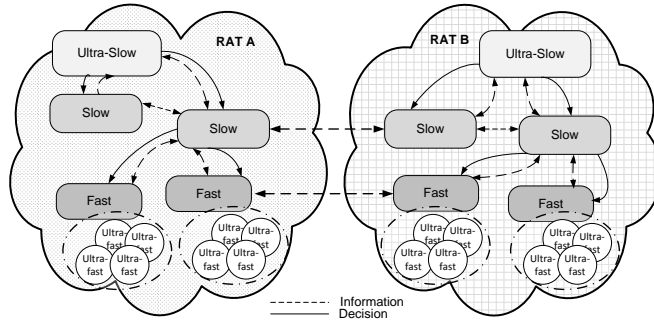 RAT A
Ultra-Slow
Slow
Slow
Fast
Fast
Ultra-
fast
Ultra-
fast
Ultra-
fast
Ultra-
fast
Ultra-
fast
Ultra-
fast
Ultra-
fast
Ultra-
fast
RAT B
Ultra-Slow
Slow
Slow
Fast
Fast
Ultra-
fast
Ultra-
fast
Ultra-
fast
Ultra-
fast
Ultra-
fast
Ultra-
fast
Ultra-
fast
Ultra-
fast
Information
Decision